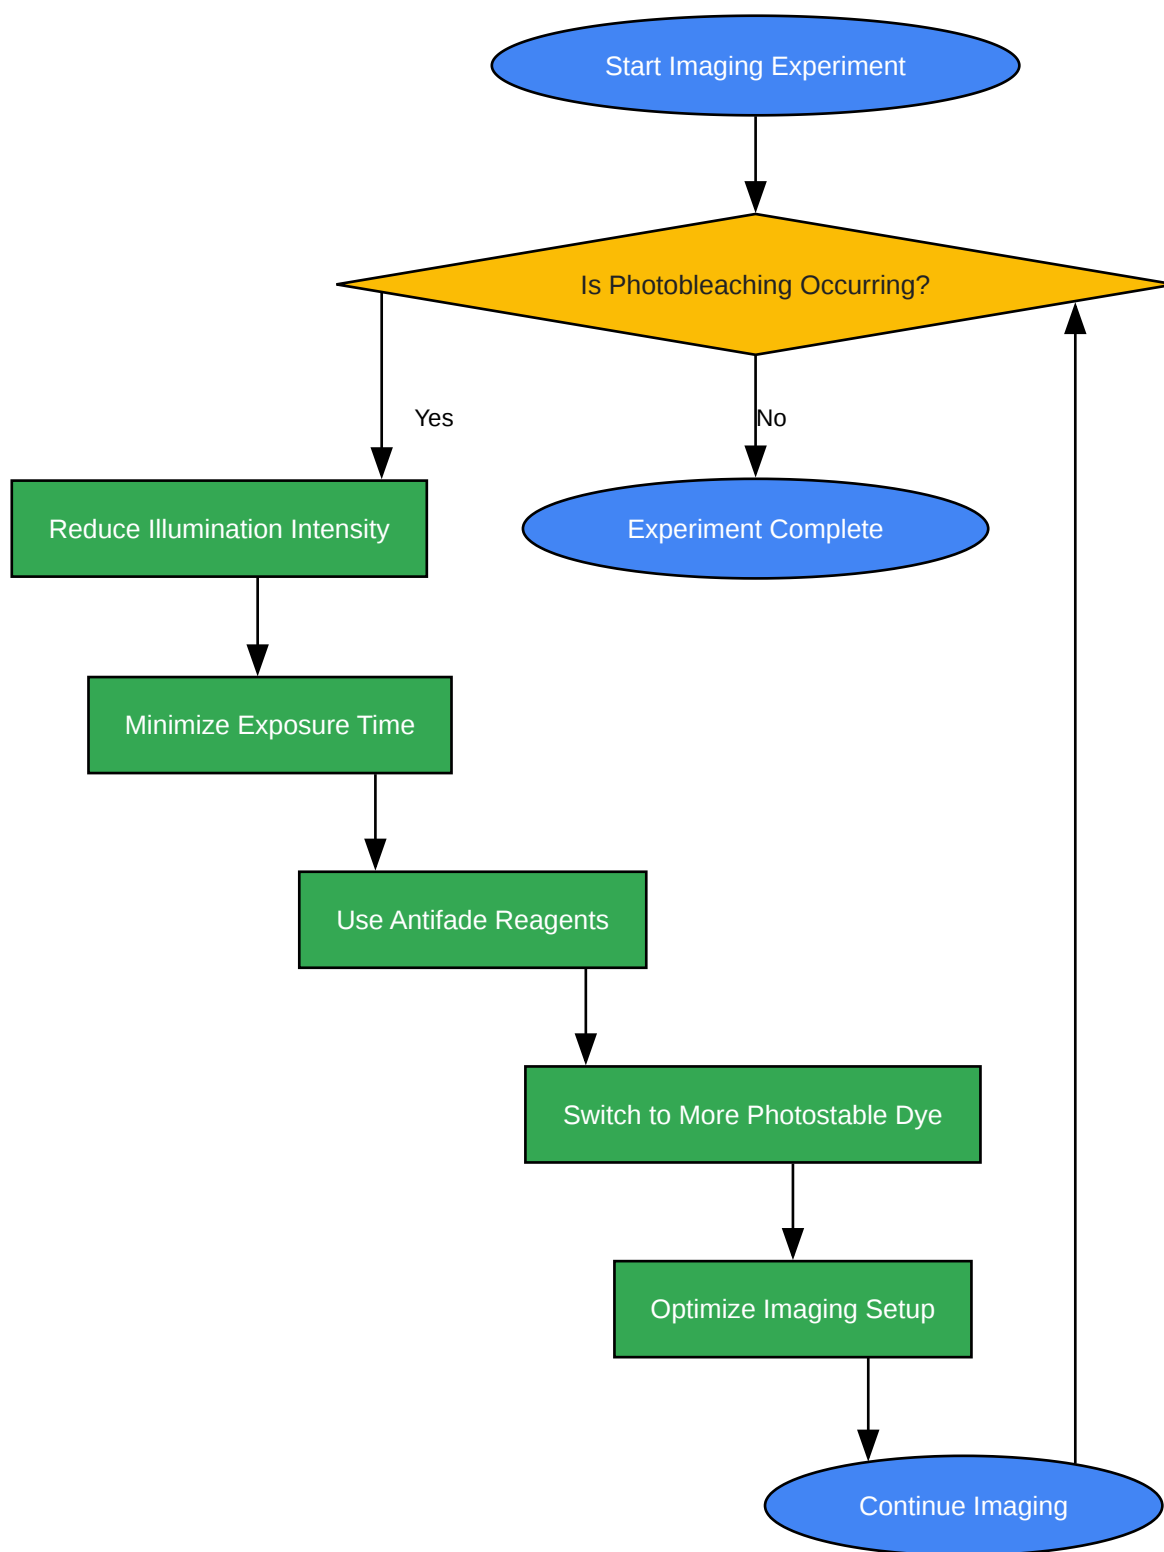 Start Imaging Experiment
Is Photobleaching Occurring?
Yes
No
Reduce Illumination Intensity
Experiment Complete
Minimize Exposure Time
Use Antifade Reagents
Switch to More Photostable Dye
Optimize Imaging Setup
Continue Imaging